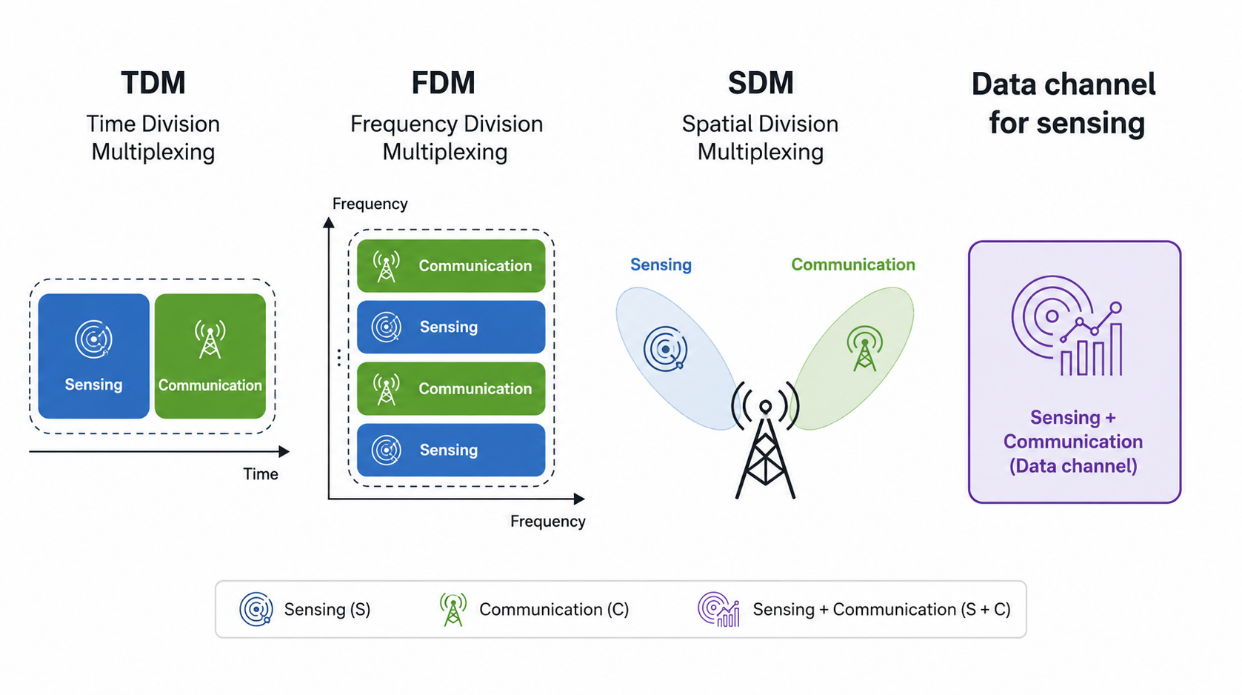 TDM
Time Division
Multiplexing
FDM
Frequency Division
Multiplexing
SDM
Spatial Division
Multiplexing
Data channel
for sensing
Sensing
Communication
Time
Frequency
Communication
Sensing
Communication
Sensing
Frequency
Sensing
Communication
Sensing +
Communication
(Data channel)
Sensing (S)
Communication (C)
Sensing + Communication (S + C)